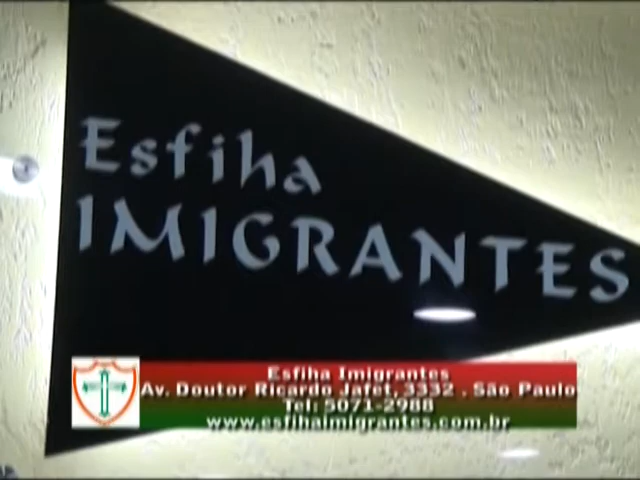 Esfiha
IMIGRANTES
Esfiha Imigrantes
Av. Doutor Ricardo Jafet, 3332 . São Paulo
Tel: 5071-2988
www.esfihaimigrantes.com.br